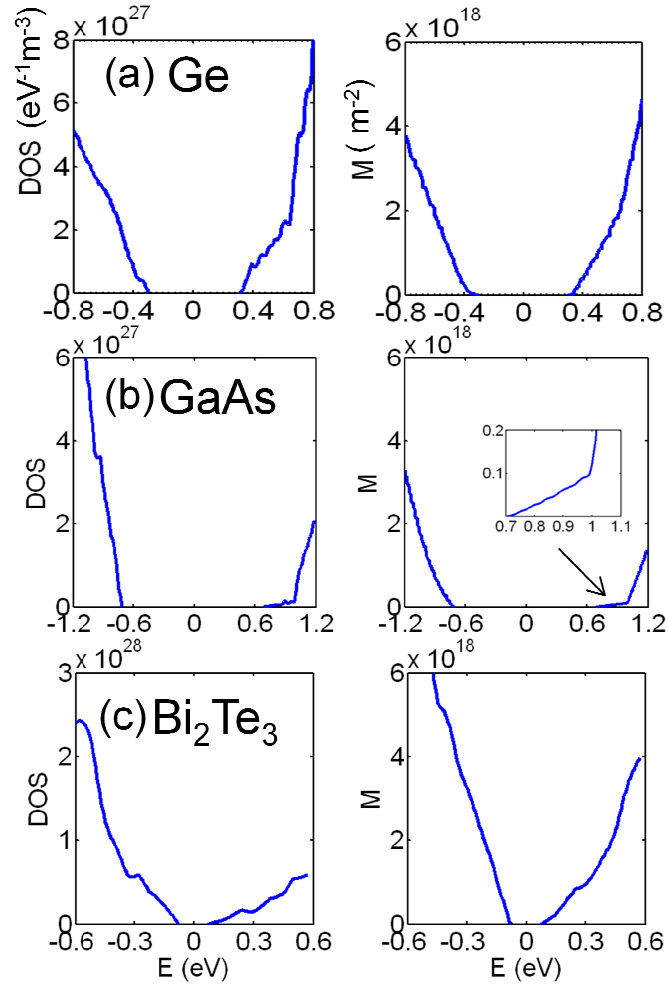 x 10^27
x 10^18
(a) Ge
DOS (eV^-1m^-3)
8
6
4
2
0
-0.8 -0.4 0 0.4 0.8
M ( m^-2)
6
4
2
0
-0.8 -0.4 0 0.4 0.8
x 10^27
x 10^18
(b) GaAs
DOS
6
4
2
0
-1.2 -0.6 0 0.6 1.2
M
6
4
2
0
0.2
0.1
0.7 0.8 0.9 1 1.1
-1.2 -0.6 0 0.6 1.2
x 10^28
x 10^18
(c) Bi₂Te₃
DOS
3
2
1
0
-0.6 -0.3 0 0.3 0.6
E (eV)
M
6
4
2
0
-0.6 -0.3 0 0.3 0.6
E (eV)